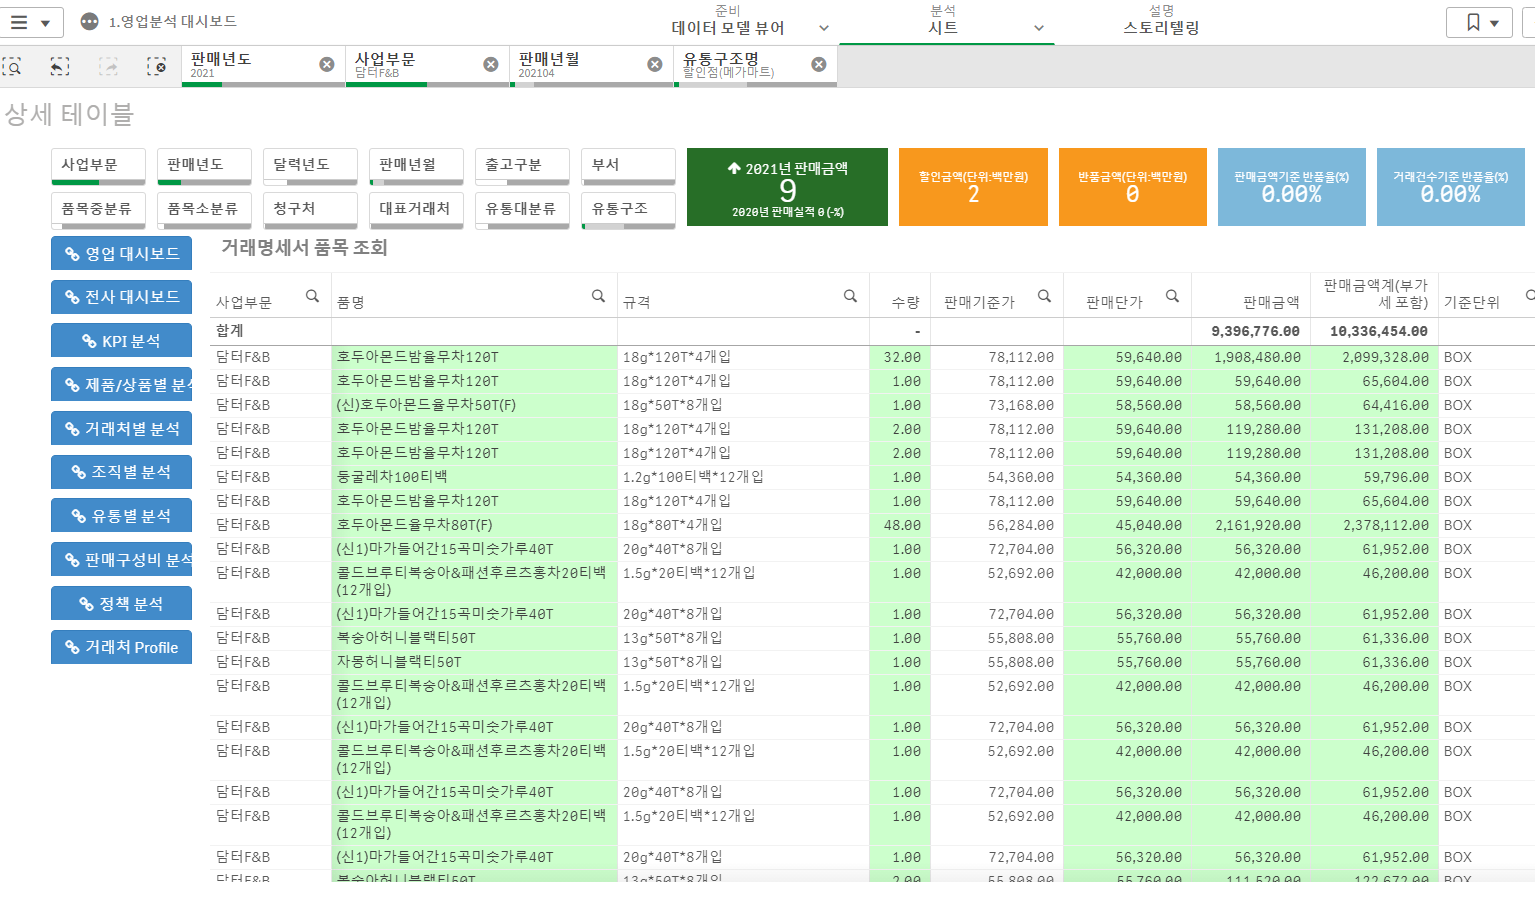 1.영업분석 대시보드
준비
데이터 모델 뷰어
분석
시트
설명
스토리텔링
판매년도
2021
사업부문
담터F&B
판매년월
202104
유통구조명
할인점(메가마트)
상세 테이블
사업부문 판매년도 달력년도 판매년월 출고구분 부서
품목중분류 품목소분류 청구처 대표거래처 유통대분류 유통구조
2021년 판매금액
9
2020년 판매실적 0 (-%)
할인금액(단위:백만원)
2
반품금액(단위:백만원)
0
판매금액기준 반품율(%)
0.00%
거래건수기준 반품율(%)
0.00%
영업 대시보드
전사 대시보드
KPI 분석
제품/상품별 분석
거래처별 분석
조직별 분석
유통별 분석
판매구성비 분석
정책 분석
거래처 Profile
거래명세서 품목 조회
사업부문 품명 규격 수량 판매기준가 판매단가 판매금액 판매금액계(부가세 포함) 기준단위
합계 - 9,396,776.00 10,336,454.00
담터F&B 호두아몬드밤율무차120T 18g*120T*4개입 32.00 78,112.00 59,640.00 1,908,480.00 2,099,328.00 BOX
담터F&B 호두아몬드밤율무차120T 18g*120T*4개입 1.00 78,112.00 59,640.00 59,640.00 65,604.00 BOX
담터F&B (신)호두아몬드율무차50T(F) 18g*50T*8개입 1.00 73,168.00 58,560.00 58,560.00 64,416.00 BOX
담터F&B 호두아몬드밤율무차120T 18g*120T*4개입 2.00 78,112.00 59,640.00 119,280.00 131,208.00 BOX
담터F&B 호두아몬드밤율무차120T 18g*120T*4개입 2.00 78,112.00 59,640.00 119,280.00 131,208.00 BOX
담터F&B 둥굴레차100티백 1.2g*100티백*12개입 1.00 54,360.00 54,360.00 54,360.00 59,796.00 BOX
담터F&B 호두아몬드밤율무차120T 18g*120T*4개입 1.00 78,112.00 59,640.00 59,640.00 65,604.00 BOX
담터F&B 호두아몬드율무차80T(F) 18g*80T*4개입 48.00 56,284.00 45,040.00 2,161,920.00 2,378,112.00 BOX
담터F&B (신1)마가들어간15곡미숫가루40T 20g*40T*8개입 1.00 72,704.00 56,320.00 56,320.00 61,952.00 BOX
담터F&B 콜드브루티복숭아&패션후르츠홍차20티백 1.5g*20티백*12개입 1.00 52,692.00 42,000.00 42,000.00 46,200.00 BOX
(12개입)
담터F&B (신1)마가들어간15곡미숫가루40T 20g*40T*8개입 1.00 72,704.00 56,320.00 56,320.00 61,952.00 BOX
담터F&B 복숭아허니블랙티50T 13g*50T*8개입 1.00 55,808.00 55,760.00 55,760.00 61,336.00 BOX
담터F&B 자몽허니블랙티50T 13g*50T*8개입 1.00 55,808.00 55,760.00 55,760.00 61,336.00 BOX
담터F&B 콜드브루티복숭아&패션후르츠홍차20티백 1.5g*20티백*12개입 1.00 52,692.00 42,000.00 42,000.00 46,200.00 BOX
(12개입)
담터F&B (신1)마가들어간15곡미숫가루40T 20g*40T*8개입 1.00 72,704.00 56,320.00 56,320.00 61,952.00 BOX
담터F&B 콜드브루티복숭아&패션후르츠홍차20티백 1.5g*20티백*12개입 1.00 52,692.00 42,000.00 42,000.00 46,200.00 BOX
(12개입)
담터F&B (신1)마가들어간15곡미숫가루40T 20g*40T*8개입 1.00 72,704.00 56,320.00 56,320.00 61,952.00 BOX
담터F&B 콜드브루티복숭아&패션후르츠홍차20티백 1.5g*20티백*12개입 1.00 52,692.00 42,000.00 42,000.00 46,200.00 BOX
(12개입)
담터F&B (신1)마가들어간15곡미숫가루40T 20g*40T*8개입 1.00 72,704.00 56,320.00 56,320.00 61,952.00 BOX
담터F&B 복숭아허니블랙티50T 13g*50T*8개입 2.00 55,808.00 55,760.00 111,520.00 122,672.00 BOX